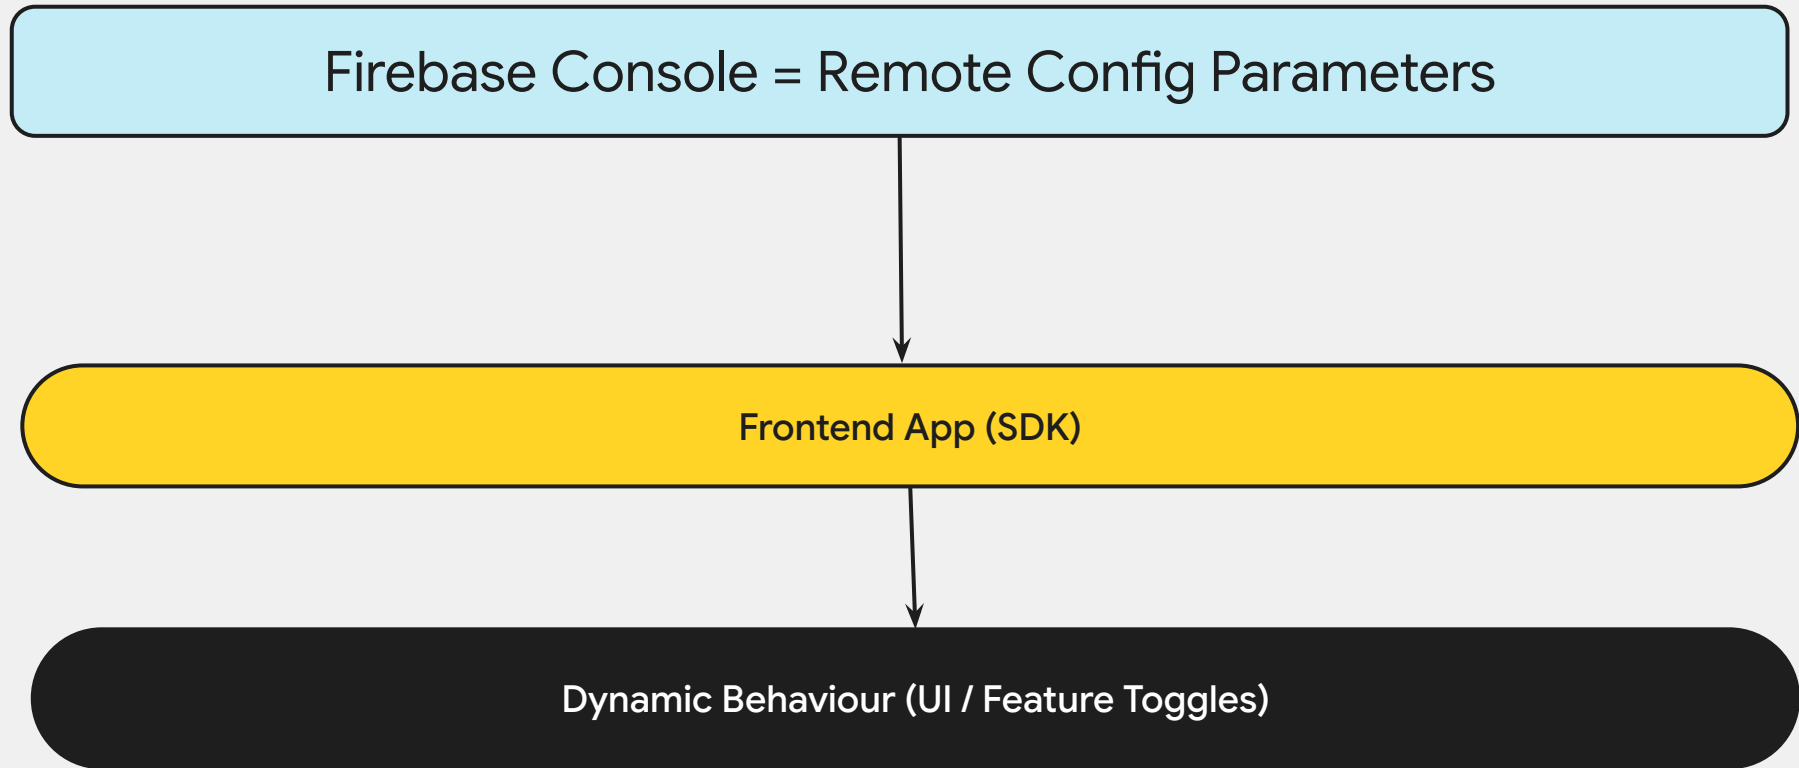 Firebase Console = Remote Config Parameters
Frontend App (SDK)
Dynamic Behaviour (UI / Feature Toggles)